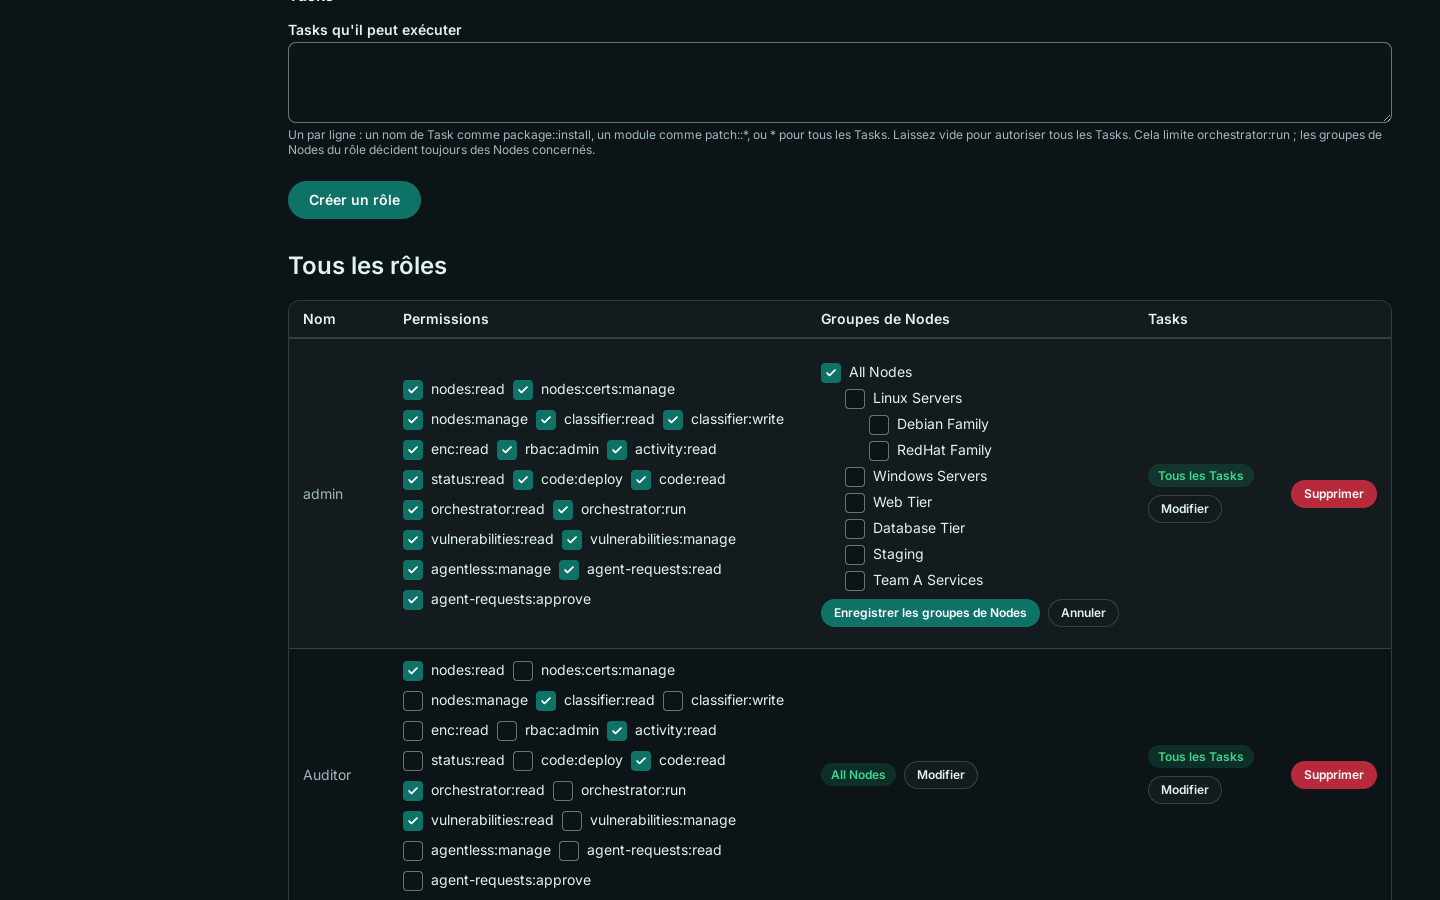 Tasks qu'il peut exécuter
Un par ligne : un nom de Task comme package::install, un module comme patch::*, ou * pour tous les Tasks. Laissez vide pour autoriser tous les Tasks. Cela limite orchestrator:run ; les groupes de
Nodes du rôle décident toujours des Nodes concernés.
Créer un rôle
Tous les rôles
Nom Permissions Groupes de Nodes Tasks
admin
nodes:read nodes:certs:manage
nodes:manage classifier:read classifier:write
enc:read rbac:admin activity:read
status:read code:deploy code:read
orchestrator:read orchestrator:run
vulnerabilities:read vulnerabilities:manage
agentless:manage agent-requests:read
agent-requests:approve
All Nodes
Linux Servers
Debian Family
RedHat Family
Windows Servers
Web Tier
Database Tier
Staging
Team A Services
Enregistrer les groupes de Nodes Annuler
Tous les Tasks
Modifier
Supprimer
Auditor
nodes:read nodes:certs:manage
nodes:manage classifier:read classifier:write
enc:read rbac:admin activity:read
status:read code:deploy code:read
orchestrator:read orchestrator:run
vulnerabilities:read vulnerabilities:manage
agentless:manage agent-requests:read
agent-requests:approve
All Nodes Modifier
Tous les Tasks
Modifier
Supprimer